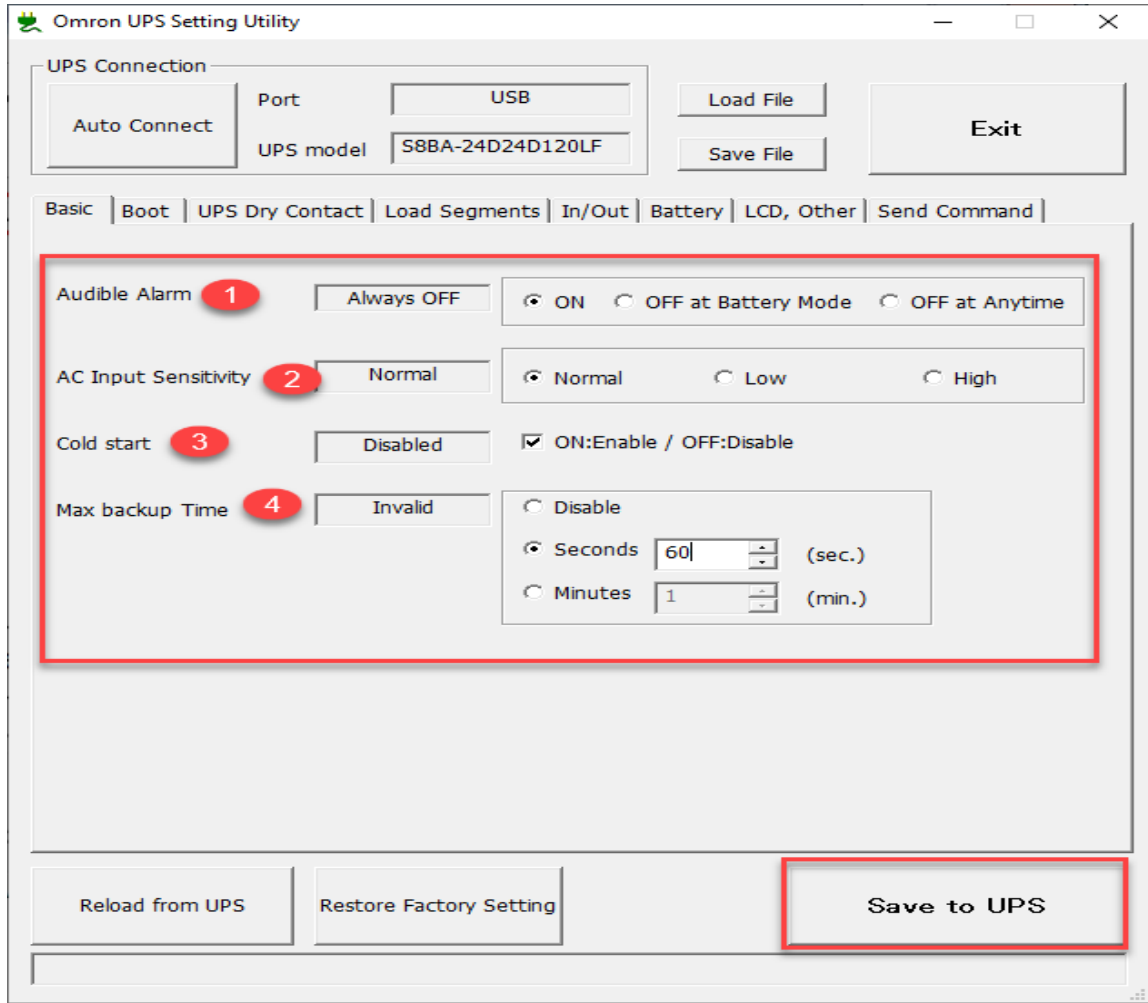 Omron UPS Setting Utility
UPS Connection
Auto Connect
Port
USB
UPS model
S8BA-24D24D120LF
Load File
Save File
Exit
Basic
Boot
UPS Dry Contact
Load Segments
In/Out
Battery
LCD, Other
Send Command
Audible Alarm 1 Always OFF ON OFF at Battery Mode OFF at Anytime
AC Input Sensitivity 2 Normal Normal Low High
Cold start 3 Disabled ON:Enable / OFF:Disable
Max backup Time 4 Invalid Disable
Seconds 60 (sec.)
Minutes 1 (min.)
Reload from UPS
Restore Factory Setting
Save to UPS